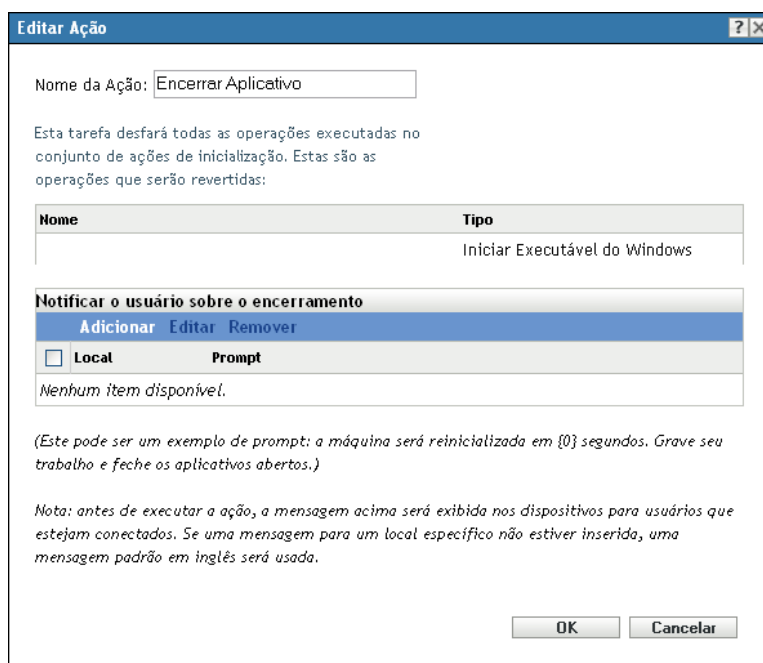 Editar Ação
?
Nome da Ação: Encerrar Aplicativo
Esta tarefa desfará todas as operações executadas no
conjunto de ações de inicialização. Estas são as
operações que serão revertidas:
Nome Tipo
Iniciar Executável do Windows
Notificar o usuário sobre o encerramento
Adicionar Editar Remover
Local Prompt
Nenhum item disponível.
(Este pode ser um exemplo de prompt: a máquina será reinicializada em {0} segundos. Grave seu
trabalho e feche os aplicativos abertos.)
Nota: antes de executar a ação, a mensagem acima será exibida nos dispositivos para usuários que
estejam conectados. Se uma mensagem para um local específico não estiver inserida, uma
mensagem padrão em inglês será usada.
OK Cancelar